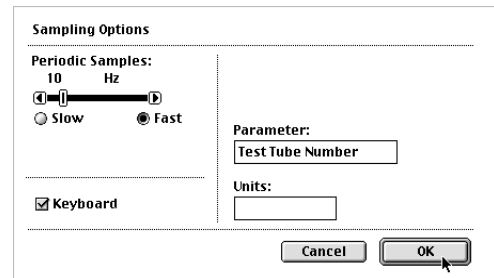 Sampling Options
Periodic Samples:
10 Hz
Slow Fast
Parameter:
Test Tube Number
Units:
Keyboard
Cancel OK